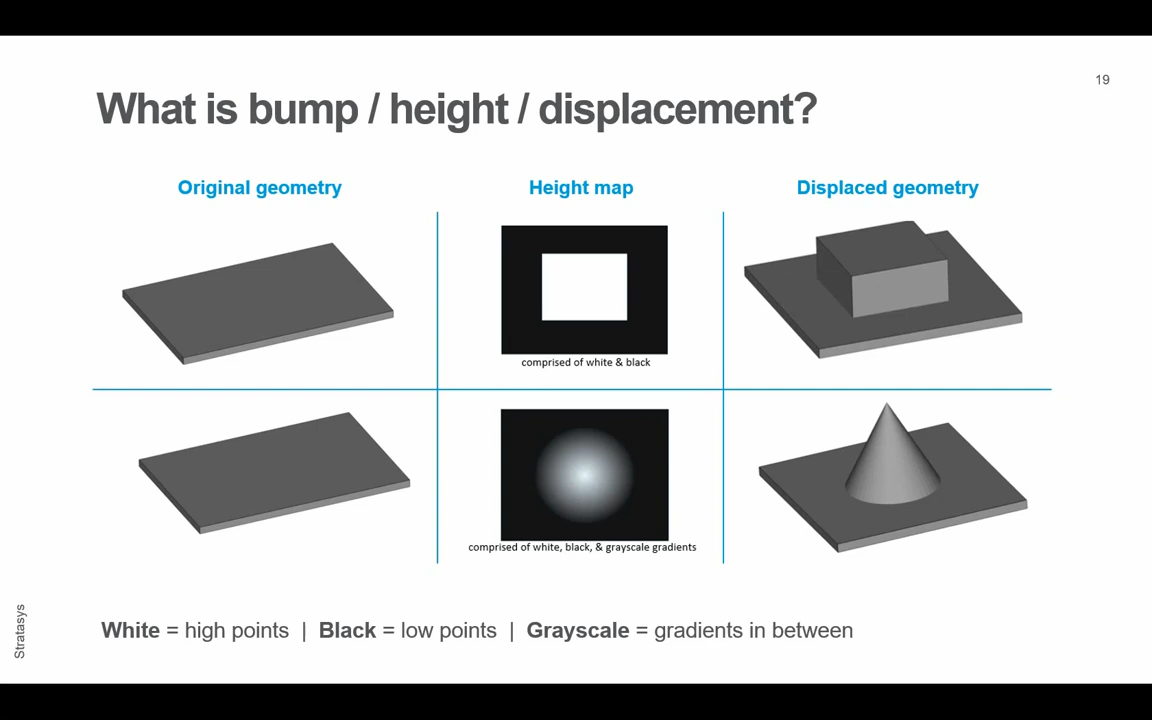 19
What is bump / height / displacement?
Original geometry
Height map
Displaced geometry
comprised of white & black
comprised of white, black, & grayscale gradients
White = high points | Black = low points | Grayscale = gradients in between
Stratasys